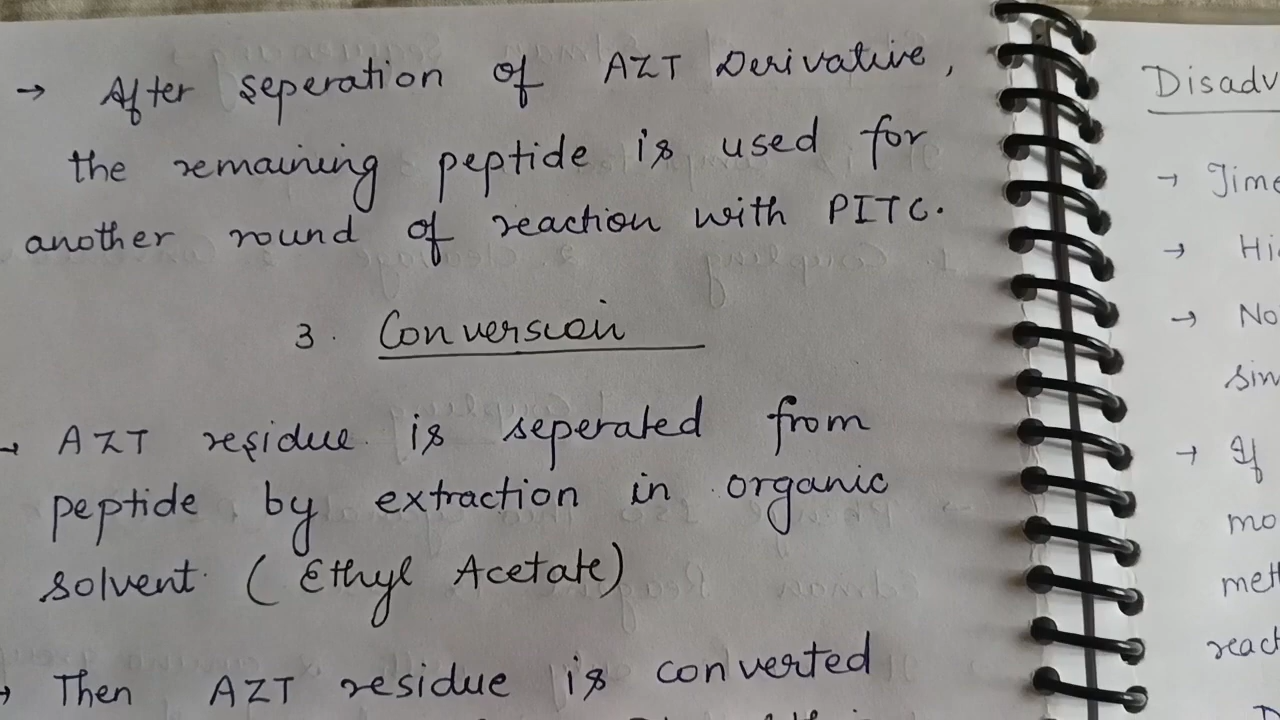 → After seperation of AZT Derivative,
the remaining peptide is used for
another round of reaction with PITC.
3. Conversion
→ AZT residue is seperated from
peptide by extraction in organic
solvent. (Ethyl Acetate)
→ Then AZT residue is converted
Disadv
→ Time
→ Hi
→ No
sin
→ If
mo
met
react